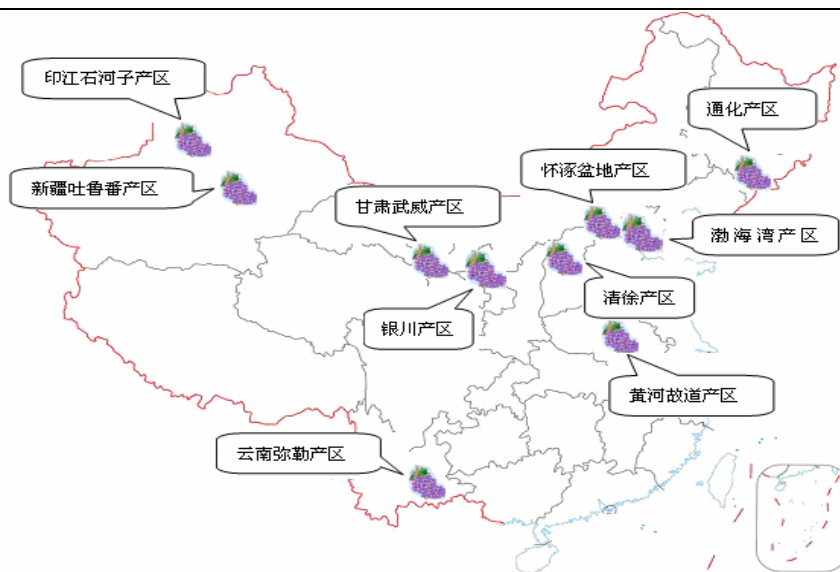 印江石河子产区
通化产区
怀涿盆地产区
新疆吐鲁番产区
甘肃武威产区
渤海湾产区
清徐产区
银川产区
黄河故道产区
云南弥勒产区